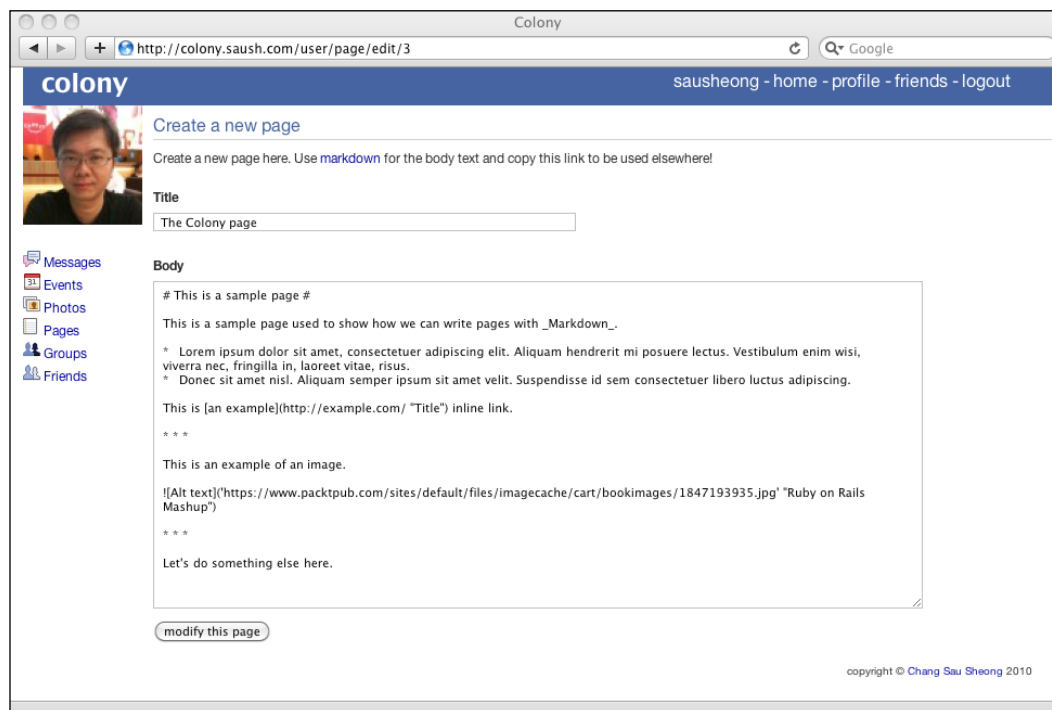 Colony
http://colony.saush.com/user/page/edit/3
Google
colony
sausheong - home - profile - friends - logout
Create a new page
Create a new page here. Use markdown for the body text and copy this link to be used elsewhere!
Title
The Colony page
Messages
31 Events
Photos
Pages
Groups
Friends
Body
# This is a sample page #
This is a sample page used to show how we can write pages with _Markdown_.
*   Lorem ipsum dolor sit amet, consectetuer adipiscing elit. Aliquam hendrerit mi posuere lectus. Vestibulum enim wisi,
viverra nec, fringilla in, laoreet vitae, risus.
*   Donec sit amet nisl. Aliquam semper ipsum sit amet velit. Suspendisse id sem consectetuer libero luctus adipiscing.
This is [an example](http://example.com/ "Title") inline link.
* * *
This is an example of an image.
![Alt text]('https://www.packtpub.com/sites/default/files/imagecache/cart/bookimages/1847193935.jpg' "Ruby on Rails
Mashup")
* * *
Let's do something else here.
modify this page
copyright © Chang Sau Sheong 2010